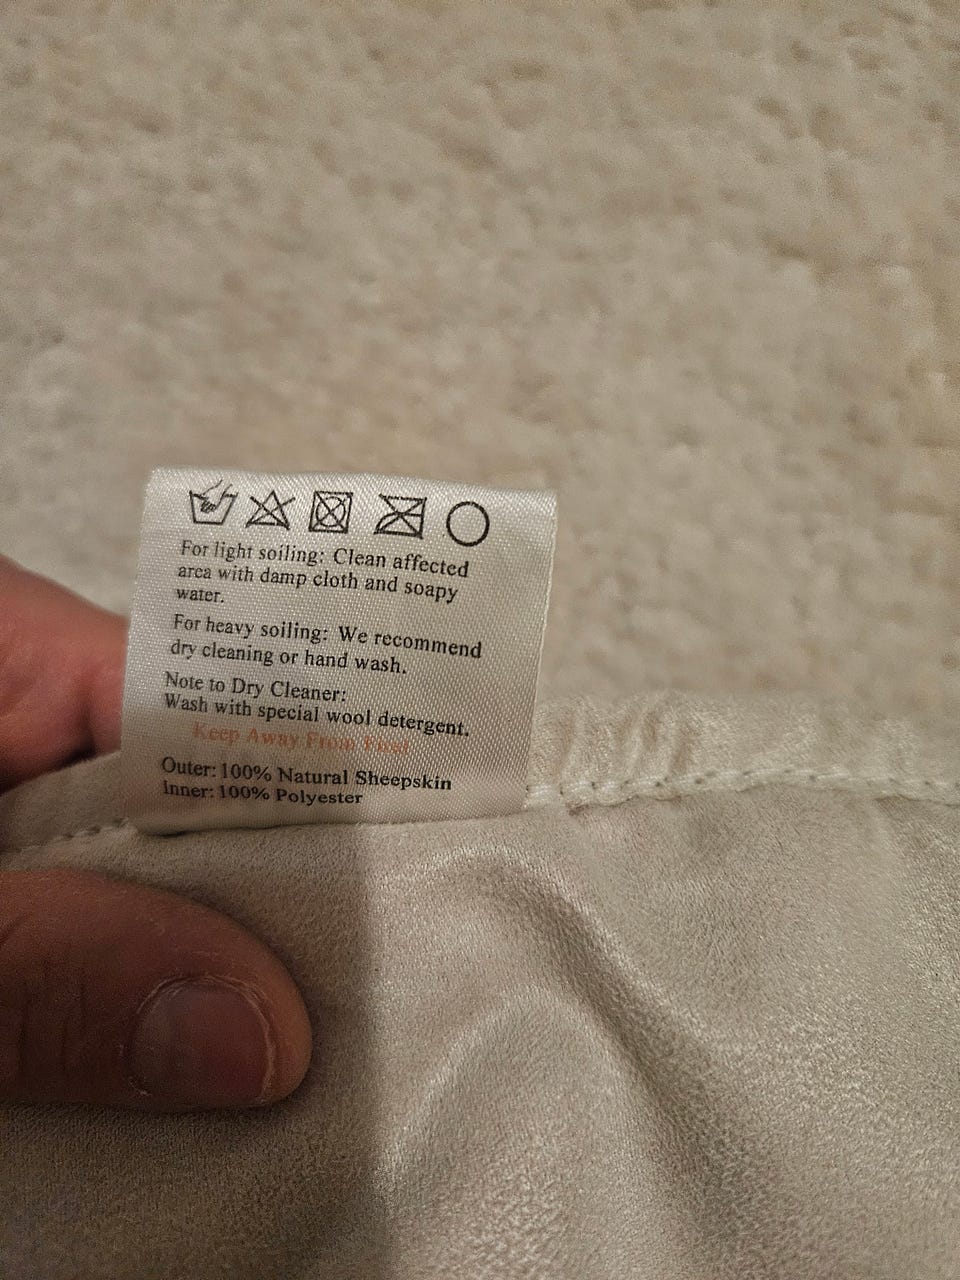 For light soiling: Clean affected
area with damp cloth and soapy
water.
For heavy soiling: We recommend
dry cleaning or hand wash.
Note to Dry Cleaner:
Wash with special wool detergent.
Keep Away From
Outer: 100% Natural Sheepskin
Inner: 100% Polyester